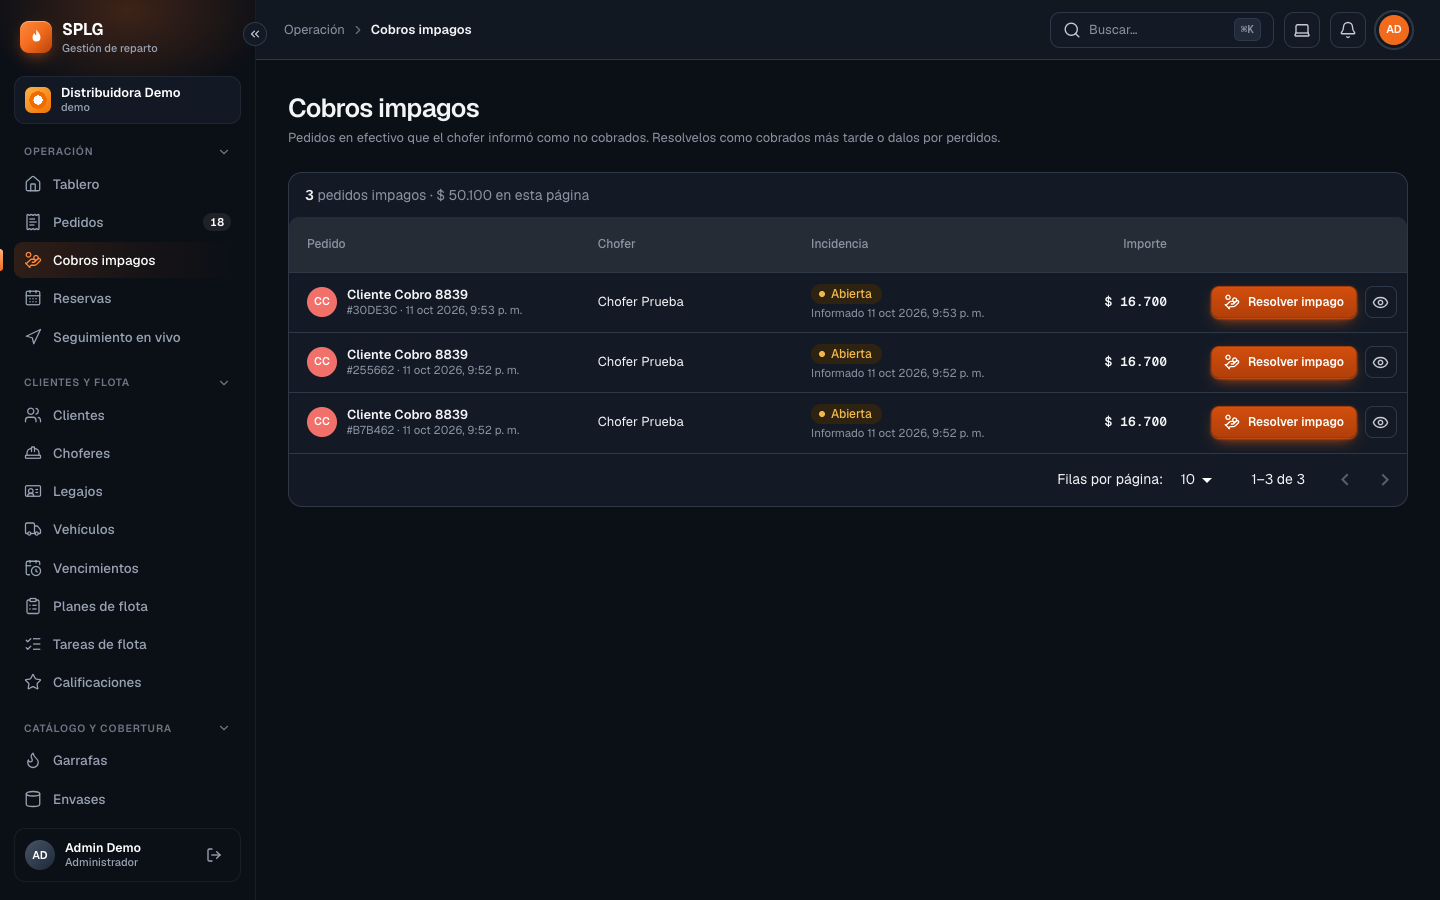 SPLG
Gestión de reparto
Distribuidora Demo
demo
OPERACIÓN
Tablero
Pedidos
18
Cobros impagos
Reservas
Seguimiento en vivo
CLIENTES Y FLOTA
Clientes
Choferes
Legajos
Vehículos
Vencimientos
Planes de flota
Tareas de flota
Calificaciones
CATÁLOGO Y COBERTURA
Garrafas
Envases
AD
Admin Demo
Administrador
Operación
Cobros impagos
Buscar...
⌘K
AD
Cobros impagos
Pedidos en efectivo que el chofer informó como no cobrados. Resolvelos como cobrados más tarde o dalos por perdidos.
3 pedidos impagos · $ 50.100 en esta página
Pedido Chofer Incidencia Importe
CC
Cliente Cobro 8839
#30DE3C · 11 oct 2026, 9:53 p. m.
Chofer Prueba
Abierta
Informado 11 oct 2026, 9:53 p. m.
$ 16.700
Resolver impago
CC
Cliente Cobro 8839
#255662 · 11 oct 2026, 9:52 p. m.
Chofer Prueba
Abierta
Informado 11 oct 2026, 9:52 p. m.
$ 16.700
Resolver impago
CC
Cliente Cobro 8839
#B7B462 · 11 oct 2026, 9:52 p. m.
Chofer Prueba
Abierta
Informado 11 oct 2026, 9:52 p. m.
$ 16.700
Resolver impago
Filas por página: 10 1–3 de 3